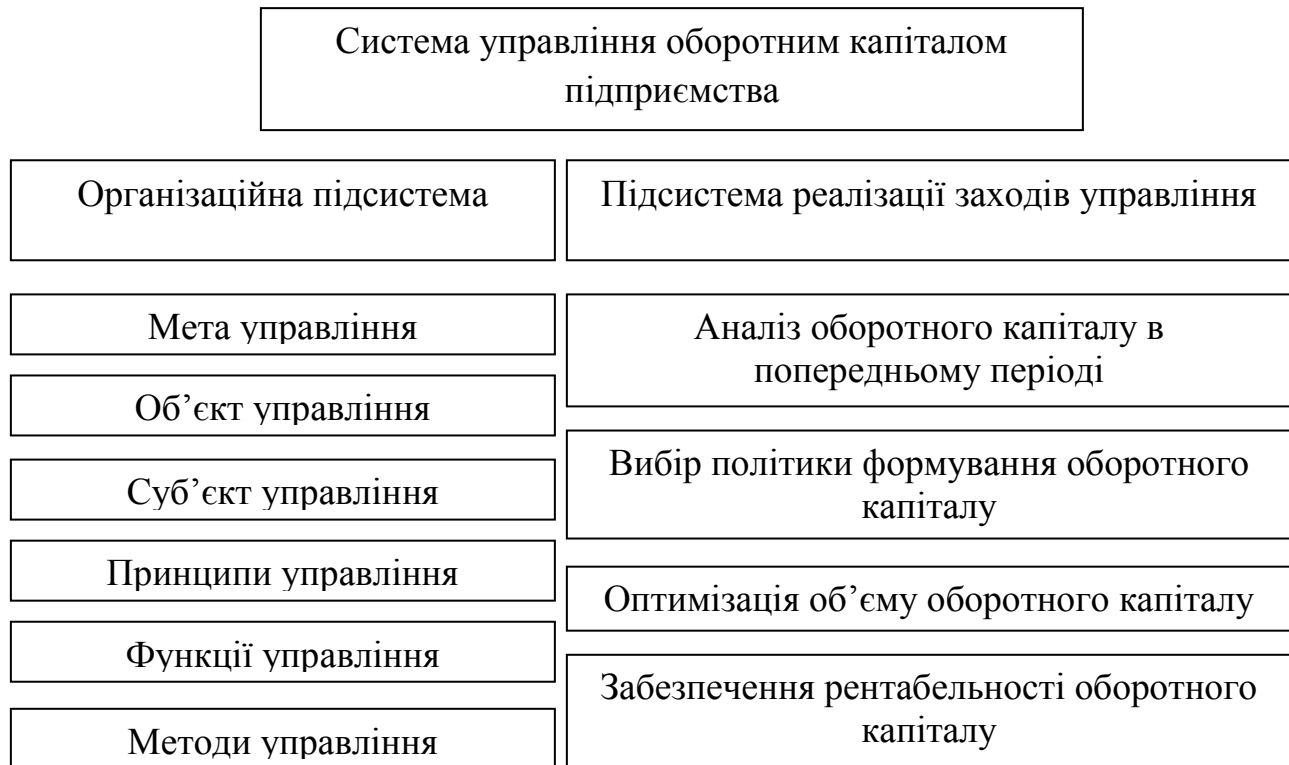 Система управління оборотним капіталом
підприємства
Організаційна підсистема
Підсистема реалізації заходів управління
Мета управління
Об’єкт управління
Суб’єкт управління
Принципи управління
Функції управління
Методи управління
Аналіз оборотного капіталу в
попередньому періоді
Вибір політики формування оборотного
капіталу
Оптимізація об’єму оборотного капіталу
Забезпечення рентабельності оборотного
капіталу